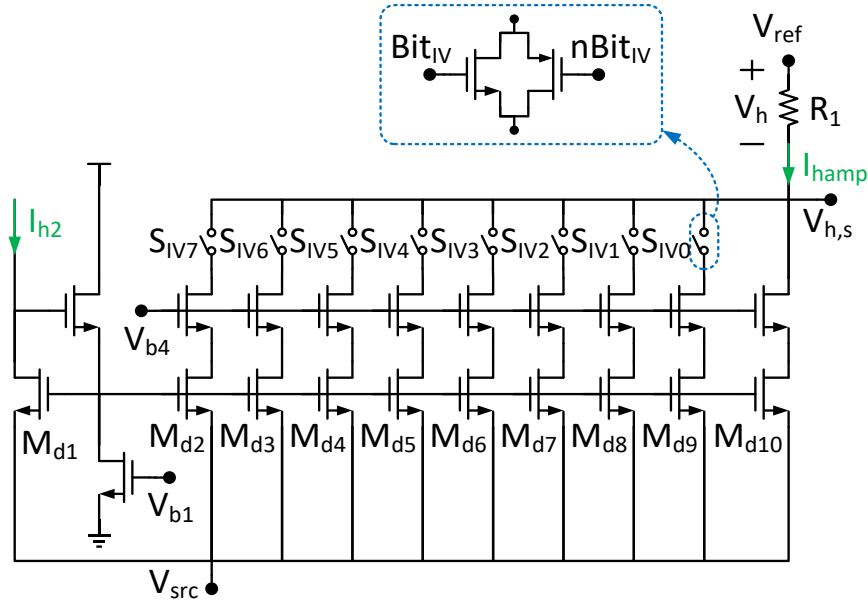 Bit_IV nBit_IV
V_ref
+
V_h R_1
−
I_hamp
I_h2
V_h,s
S_IV7 S_IV6 S_IV5 S_IV4 S_IV3 S_IV2 S_IV1 S_IV0
V_b4
M_d1 M_d2 M_d3 M_d4 M_d5 M_d6 M_d7 M_d8 M_d9 M_d10
V_b1
V_src